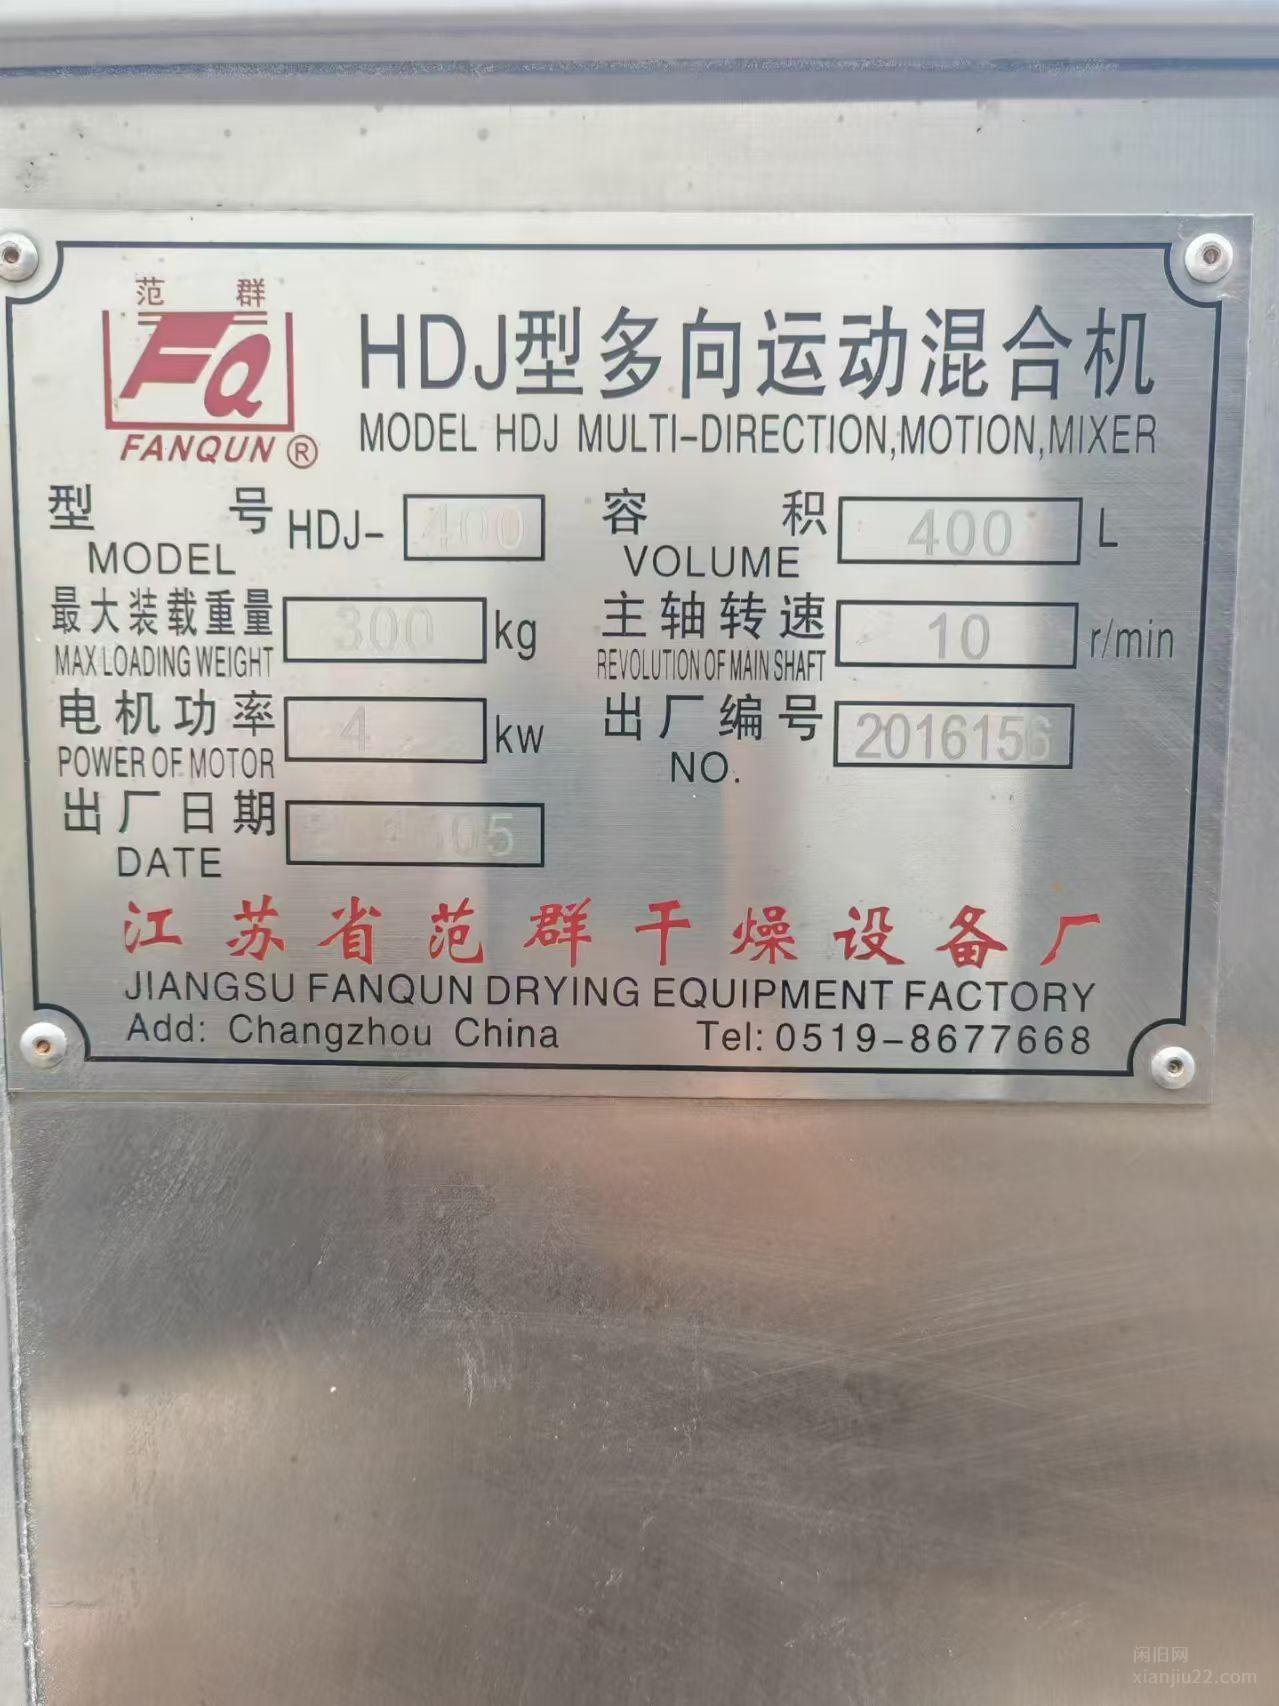 范 群
FQ
FANQUN®
HDJ型多向运动混合机
MODEL HDJ MULTI-DIRECTION,MOTION,MIXER
型 号 HDJ- 400 容 积 400 L
MODEL VOLUME
最大装载重量 300 kg 主轴转速 10 r/min
MAX LOADING WEIGHT REVOLUTION OF MAIN SHAFT
电机功率 4 kw 出厂编号 2016156
POWER OF MOTOR NO.
出厂日期
DATE
江苏省范群干燥设备厂
JIANGSU FANQUN DRYING EQUIPMENT FACTORY
Add: Changzhou China Tel: 0519-8677668
闲旧网
xianjiu22.com